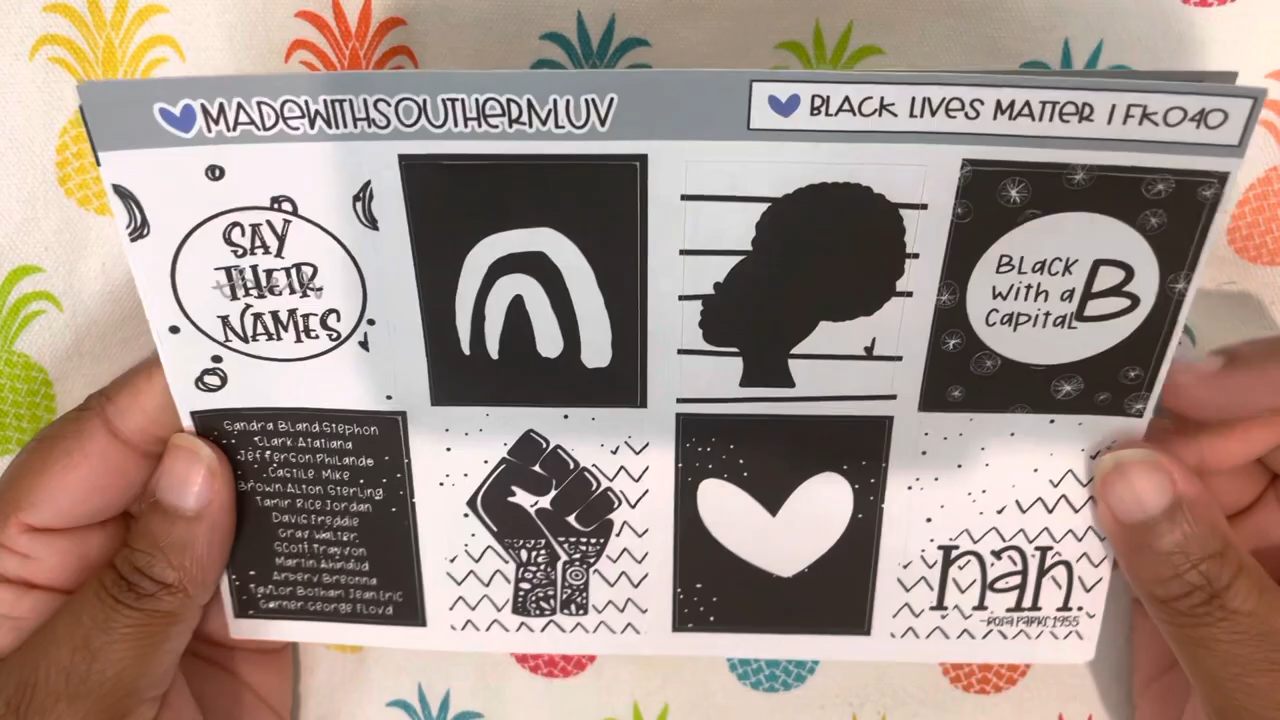 MADEWITHSOUTHERNLUV
BLACK LIVES MATTER | FK040
SAY
THEIR
NAMES
BLACK
with a
CAPITAL
B
Sandra Bland Stephon
Clark Atatiana
Jefferson Philando
Castile Mike
Brown Alton Sterling
Tamir Rice Jordan
Davis Freddie
Gray Walter
Scott Trayvon
Martin Ahmaud
Arbery Breonna
Taylor Botham Jean Eric
Garner George Floyd
nah.
-ROSA PARKS, 1955